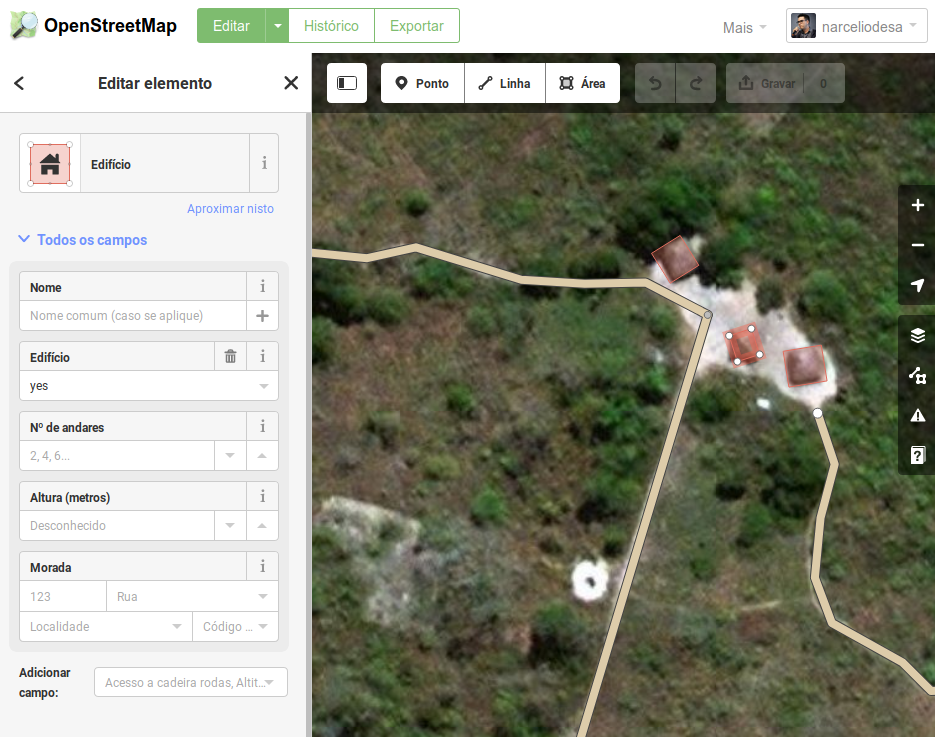 OpenStreetMap
Editar
Histórico
Exportar
Mais
narceliodesa
Editar elemento
Ponto
Linha
Área
Gravar
0
Edifício
i
Aproximar nisto
Todos os campos
Nome
i
Nome comum (caso se aplique)
+
Edifício
i
yes
Nº de andares
i
2, 4, 6...
Altura (metros)
i
Desconhecido
Morada
i
123
Rua
Localidade
Código ...
Adicionar
campo:
Acesso a cadeira rodas, Altit...
+
−
?